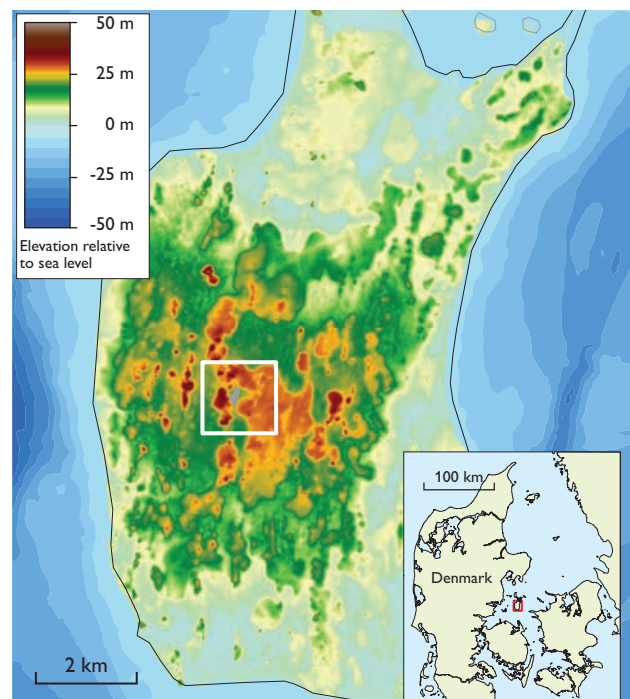 50 m
25 m
0 m
-25 m
-50 m
Elevation relative
to sea level
100 km
Denmark
2 km